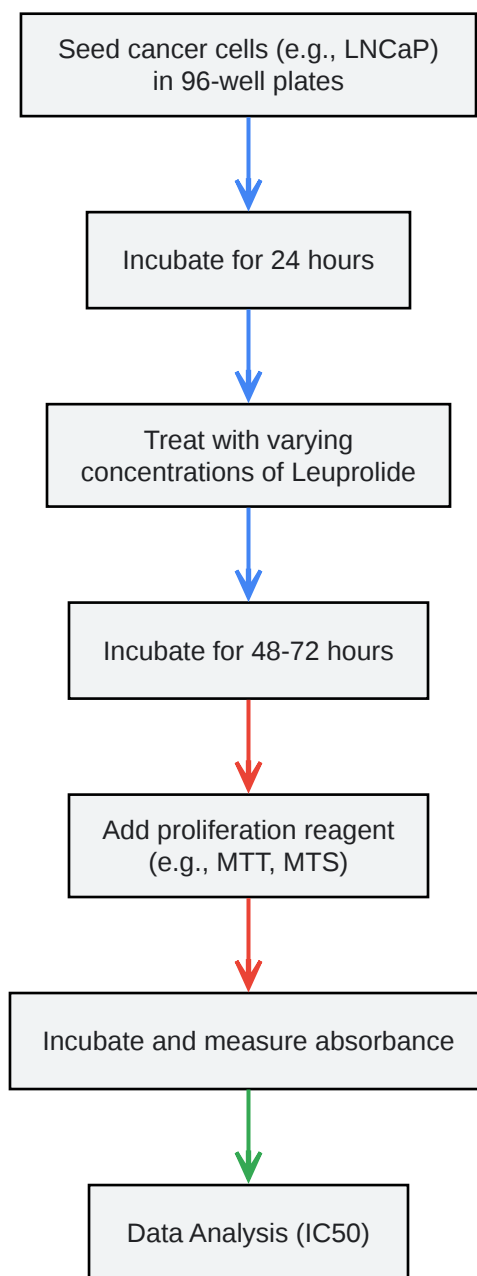 Seed cancer cells (e.g., LNCaP)
in 96-well plates
Incubate for 24 hours
Treat with varying
concentrations of Leuprolide
Incubate for 48-72 hours
Add proliferation reagent
(e.g., MTT, MTS)
Incubate and measure absorbance
Data Analysis (IC50)